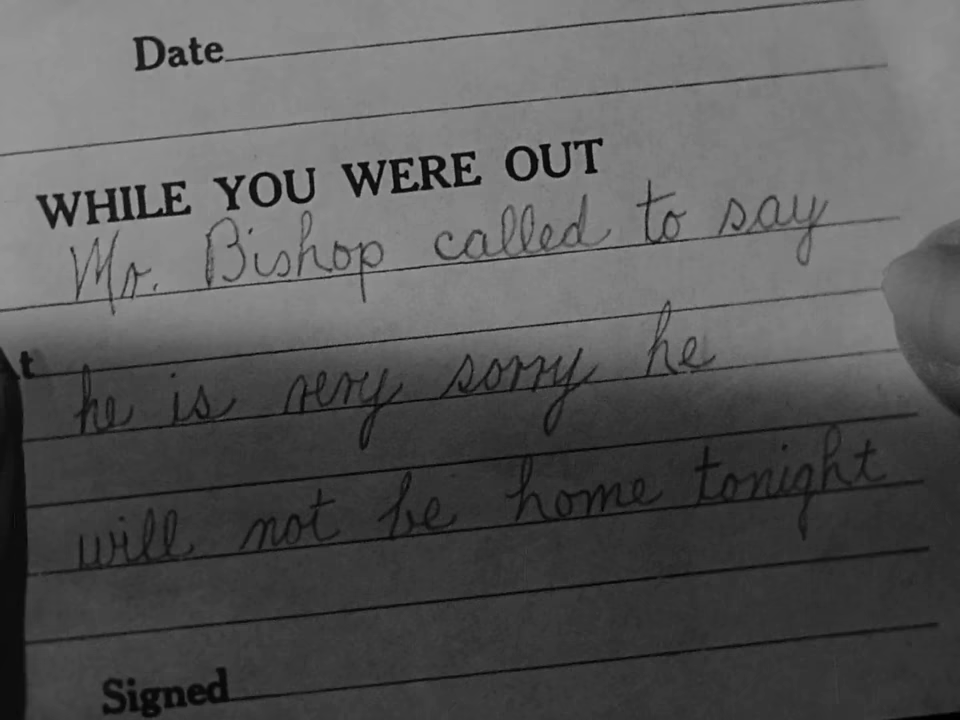 Date
WHILE YOU WERE OUT
Mr. Bishop called to say
t
he is very sorry he
will not be home tonight
Signed